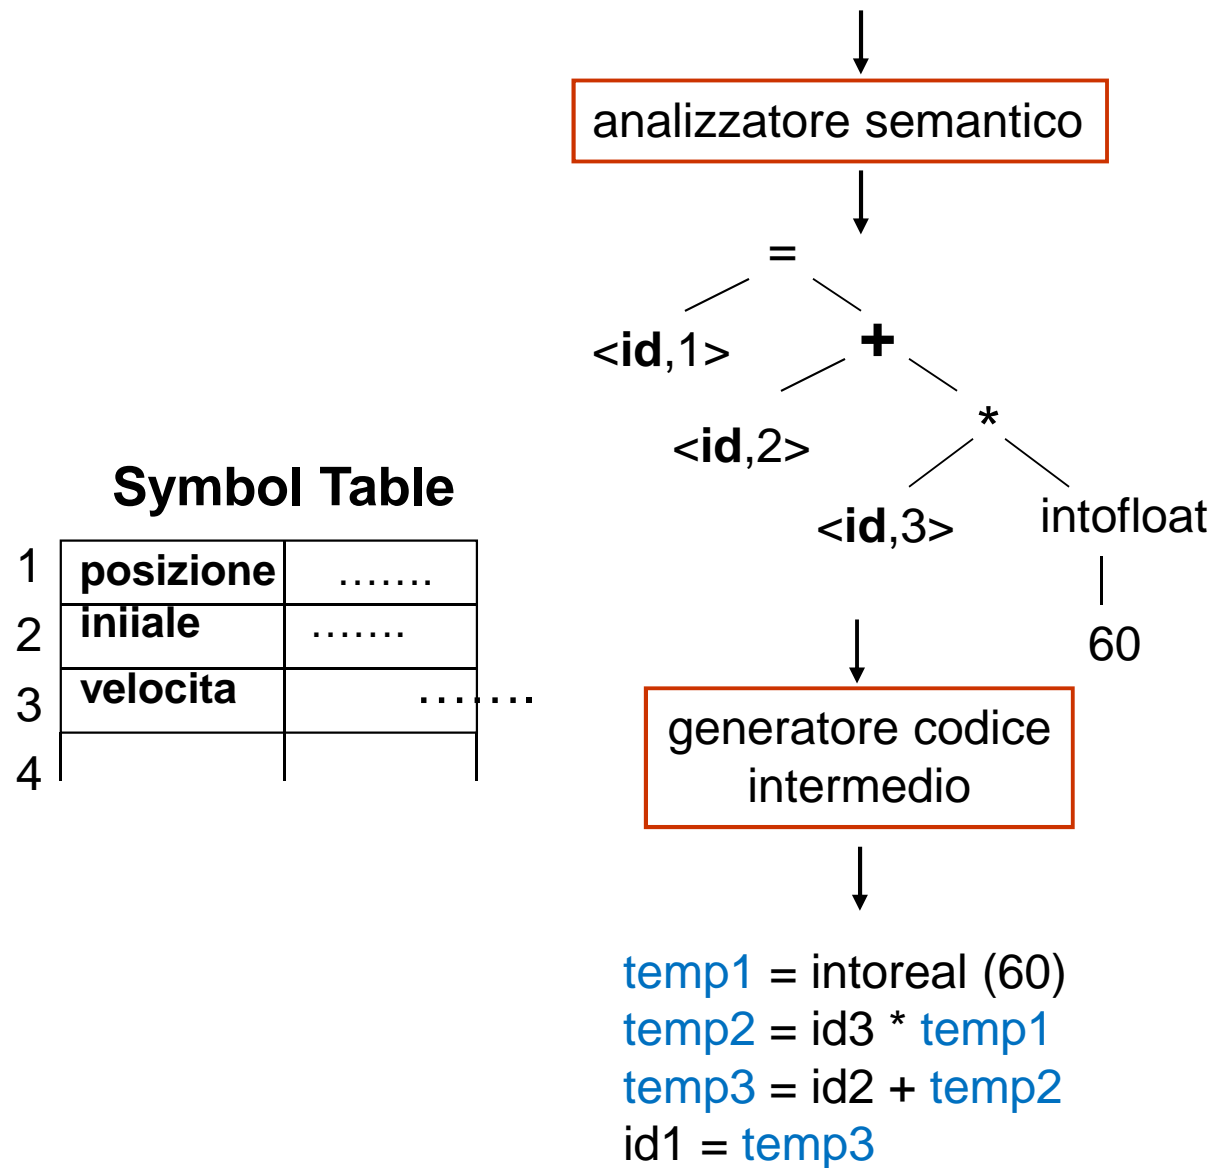 analizzatore semantico
=
<id,1>
+
<id,2>
*
<id,3>
intofloat
60
Symbol Table
1 posizione …….
2 iniiale …….
3 velocita …….
4
generatore codice
intermedio
temp1 = intoreal (60)
temp2 = id3 * temp1
temp3 = id2 + temp2
id1 = temp3